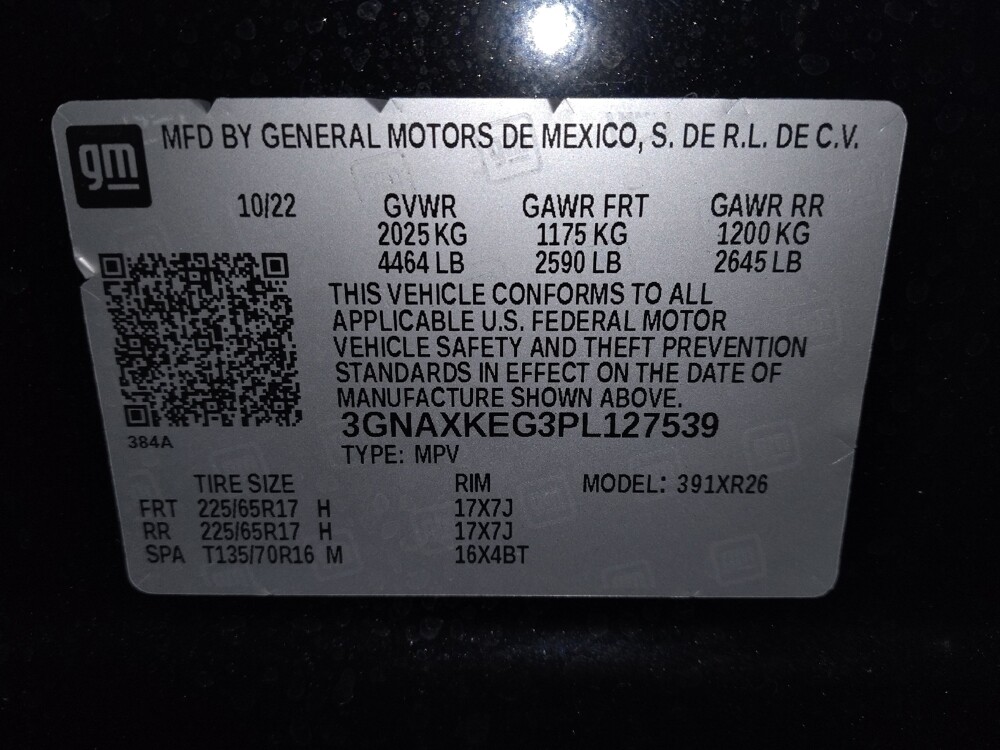 gm
MFD BY GENERAL MOTORS DE MEXICO, S. DE R.L. DE C.V.
10/22 GVWR GAWR FRT GAWR RR
2025 KG 1175 KG 1200 KG
4464 LB 2590 LB 2645 LB
THIS VEHICLE CONFORMS TO ALL
APPLICABLE U.S. FEDERAL MOTOR
VEHICLE SAFETY AND THEFT PREVENTION
STANDARDS IN EFFECT ON THE DATE OF
MANUFACTURE SHOWN ABOVE.
3GNAXKEG3PL127539
384A
TYPE: MPV
TIRE SIZE RIM MODEL: 391XR26
FRT 225/65R17 H 17X7J
RR 225/65R17 H 17X7J
SPA T135/70R16 M 16X4BT